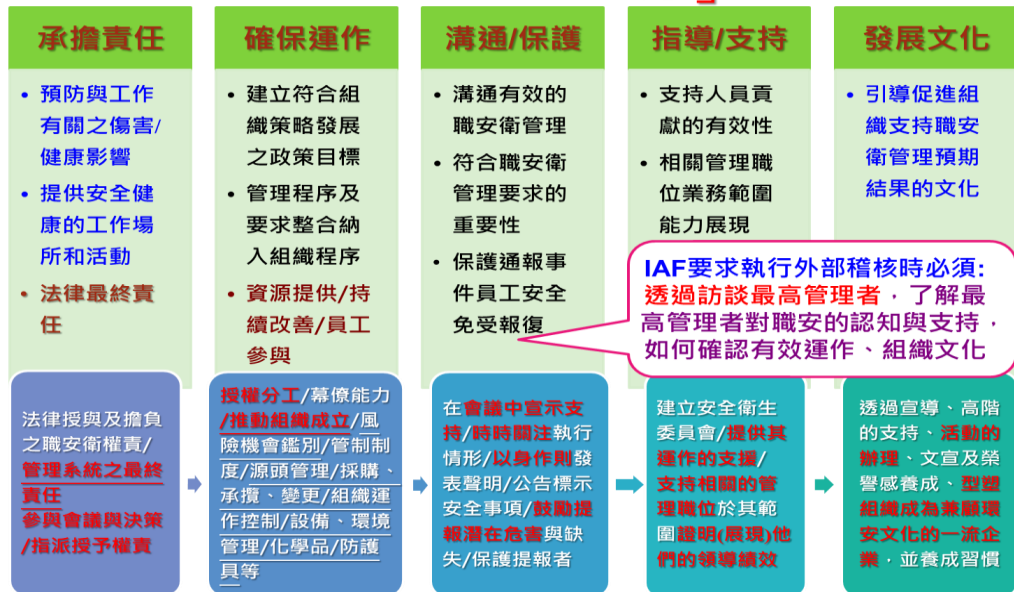 承擔責任
• 預防與工作
有關之傷害/
健康影響
• 提供安全健
康的工作場
所和活動
• 法律最終責
任
法律授與及擔負
之職安衛權責/
管理系統之最終
責任
參與會議與決策
/指派授予權責
確保運作
• 建立符合組
織策略發展
之政策目標
• 管理程序及
要求整合納
入組織程序
• 資源提供/持
續改善/員工
參與
授權分工/幕僚能力
/推動組織成立/風
險機會鑑別/管制制
度/源頭管理/採購、
承攬、變更/組織運
作控制/設備、環境
管理/化學品/防護
具等
溝通/保護
• 溝通有效的
職安衛管理
• 符合職安衛
管理要求的
重要性
• 保護通報事
件員工安全
免受報復
在會議中宣示支
持/時時關注執行
情形/以身作則發
表聲明/公告標示
安全事項/鼓勵提
報潛在危害與缺
失/保護提報者
指導/支持
• 支持人員貢
獻的有效性
• 相關管理職
位業務範圍
能力展現
IAF要求執行外部稽核時必須:
透過訪談最高管理者，了解最
高管理者對職安的認知與支持，
如何確認有效運作、組織文化
建立安全衛生
委員會/提供其
運作的支援/
支持相關的管
理職位於其範
圍證明(展現)他
們的領導績效
發展文化
• 引導促進組
織支持職安
衛管理預期
結果的文化
透過宣導、高階
的支持、活動的
辦理、文宣及榮
譽感養成、型塑
組織成為兼顧環
安文化的一流企
業，並養成習慣